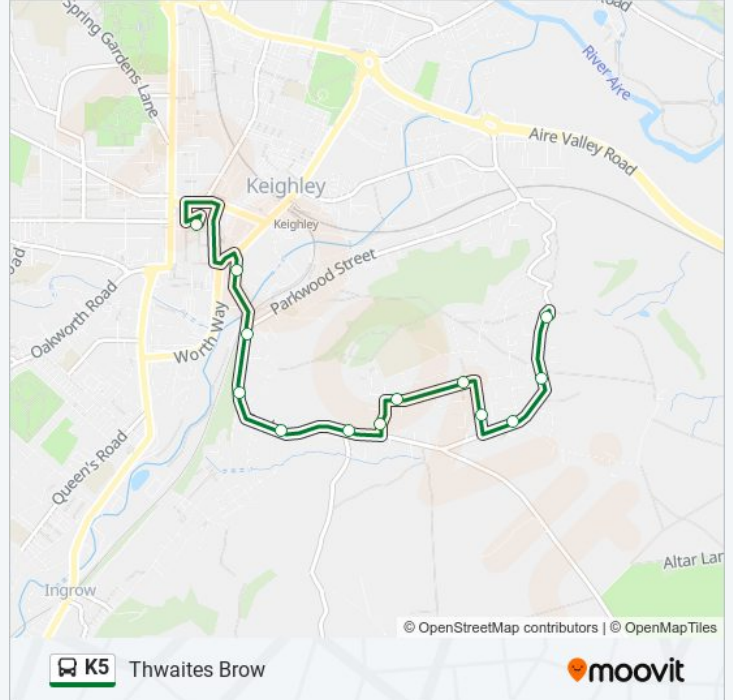 Road
Spring Gardens Lane
River Aire
Aire Valley Road
Keighley
Keighley
Parkwood Street
Oakworth Road
Worth Way
Queen's Road
Altar Lan
Ingrow
© OpenStreetMap contributors | © OpenMapTiles
K5 Thwaites Brow
moovit